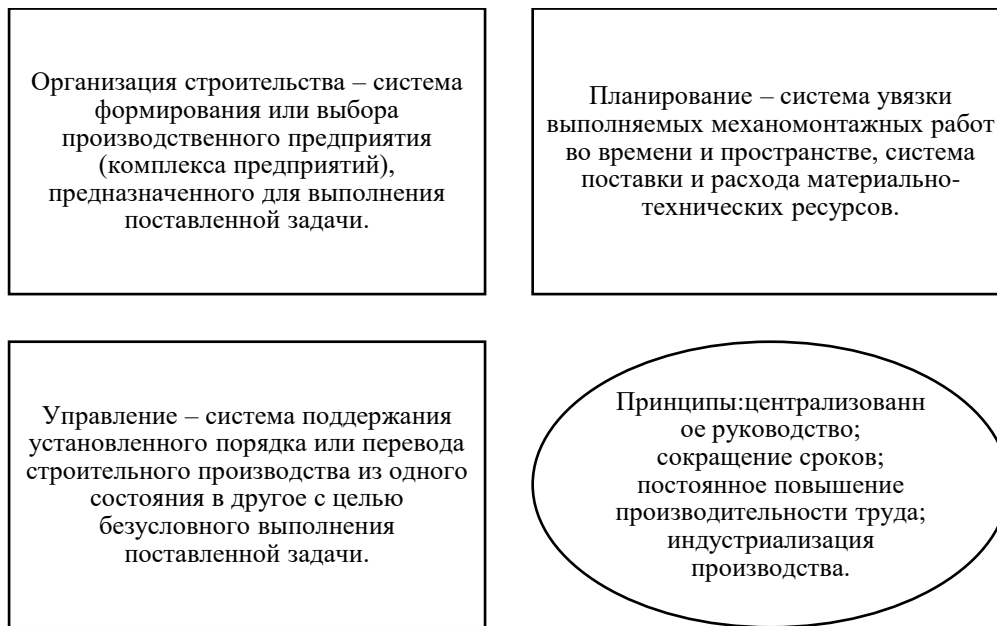 Организация строительства – система
формирования или выбора
производственного предприятия
(комплекса предприятий),
предназначенного для выполнения
поставленной задачи.
Планирование – система увязки
выполняемых механомонтажных работ
во времени и пространстве, система
поставки и расхода материально-
технических ресурсов.
Управление – система поддержания
установленного порядка или перевода
строительного производства из одного
состояния в другое с целью
безусловного выполнения
поставленной задачи.
Принципы:централизованн
ое руководство;
сокращение сроков;
постоянное повышение
производительности труда;
индустриализация
производства.